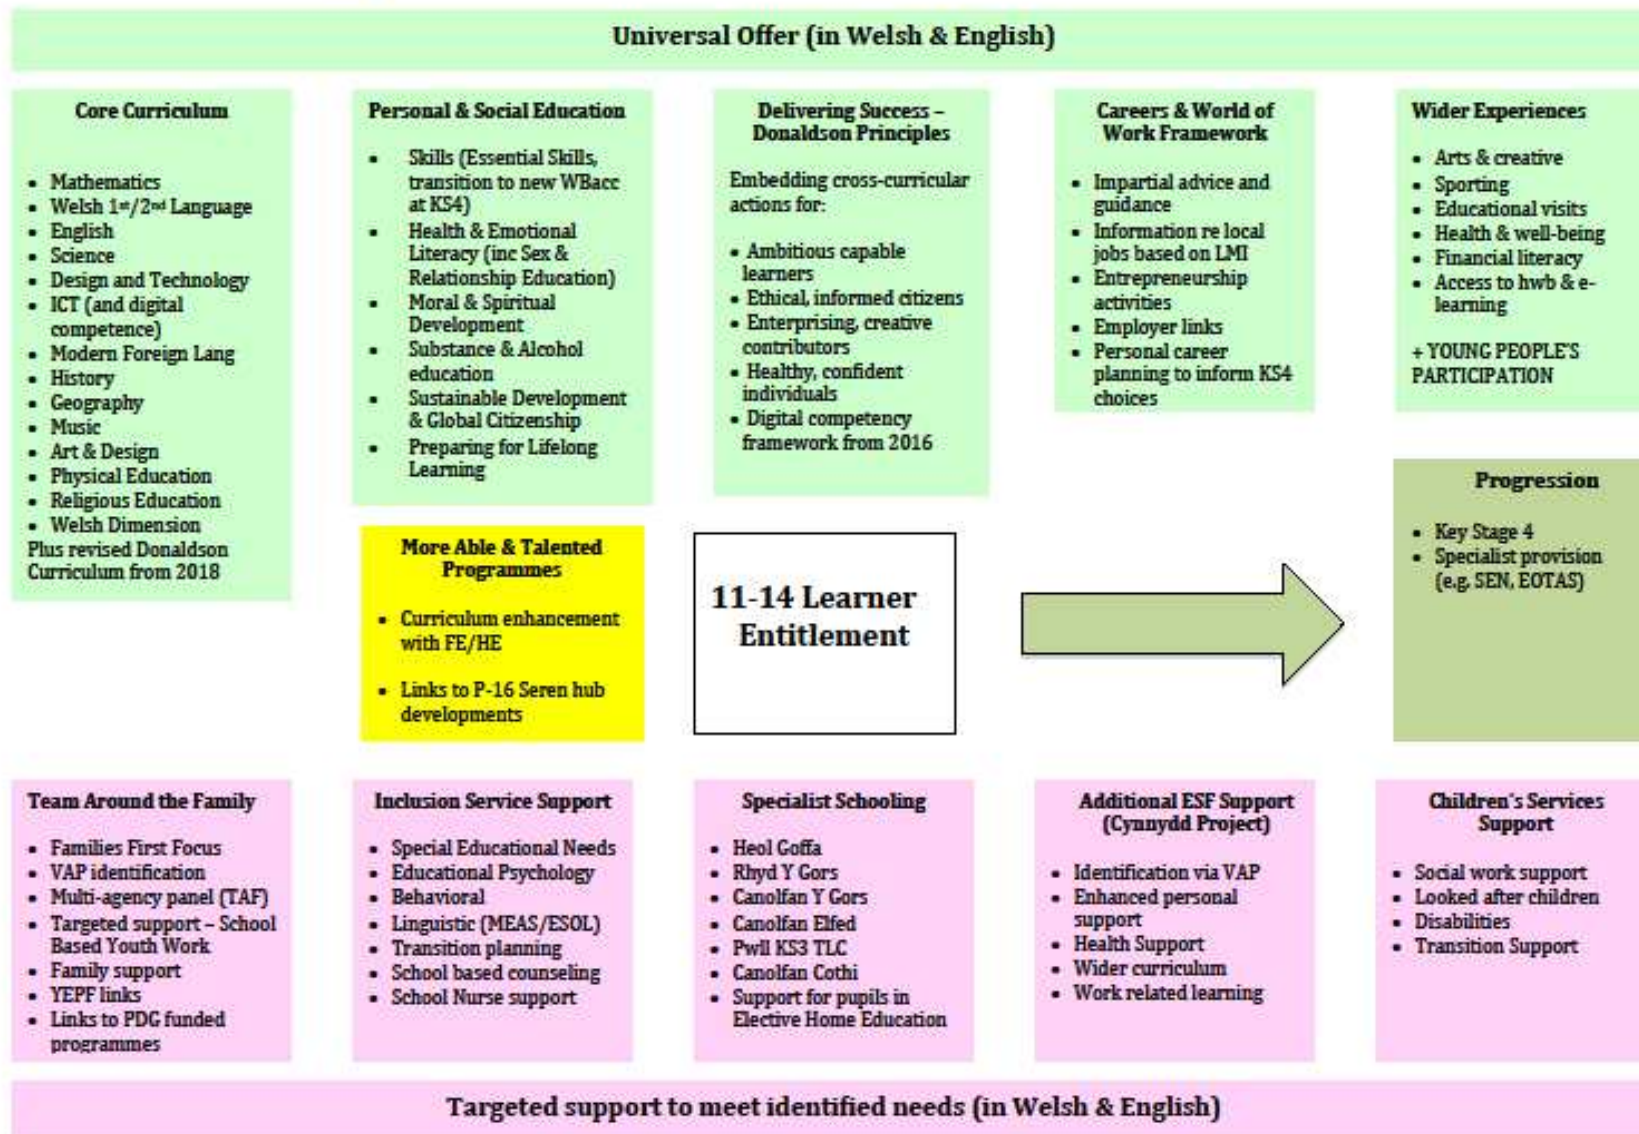 Universal Offer (in Welsh & English)
Core Curriculum
• Mathematics
• Welsh 1st/2nd Language
• English
• Science
• Design and Technology
• ICT (and digital
competence)
• Modern Foreign Lang
• History
• Geography
• Music
• Art & Design
• Physical Education
• Religious Education
• Welsh Dimension
Plus revised Donaldson
Curriculum from 2018
Personal & Social Education
• Skills (Essential Skills,
transition to new WBacc
at KS4)
• Health & Emotional
Literacy (inc Sex &
Relationship Education)
• Moral & Spiritual
Development
• Substance & Alcohol
education
• Sustainable Development
& Global Citizenship
• Preparing for Lifelong
Learning
Delivering Success –
Donaldson Principles
Embedding cross-curricular
actions for:
• Ambitious capable
learners
• Ethical, informed citizens
• Enterprising, creative
contributors
• Healthy, confident
individuals
• Digital competency
framework from 2016
Careers & World of
Work Framework
• Impartial advice and
guidance
• Information re local
jobs based on LMI
• Entrepreneurship
activities
• Employer links
• Personal career
planning to inform KS4
choices
Wider Experiences
• Arts & creative
• Sporting
• Educational visits
• Health & well-being
• Financial literacy
• Access to hwb & e-
learning
+ YOUNG PEOPLE'S
PARTICIPATION
More Able & Talented
Programmes
• Curriculum enhancement
with FE/HE
• Links to P-16 Seren hub
developments
11-14 Learner
Entitlement
Progression
• Key Stage 4
• Specialist provision
(e.g. SEN, EOTAS)
Team Around the Family
• Families First Focus
• VAP identification
• Multi-agency panel (TAF)
• Targeted support – School
Based Youth Work
• Family support
• YEPF links
• Links to PDG funded
programmes
Inclusion Service Support
• Special Educational Needs
• Educational Psychology
• Behavioral
• Linguistic (MEAS/ESOL)
• Transition planning
• School based counseling
• School Nurse support
Specialist Schooling
• Heol Goffa
• Rhyd Y Gors
• Canolfan Y Gors
• Canolfan Elfed
• Pwll KS3 TLC
• Canolfan Cothi
• Support for pupils in
Elective Home Education
Additional ESF Support
(Cynnydd Project)
• Identification via VAP
• Enhanced personal
support
• Health Support
• Wider curriculum
• Work related learning
Children's Services
Support
• Social work support
• Looked after children
• Disabilities
• Transition Support
Targeted support to meet identified needs (in Welsh & English)